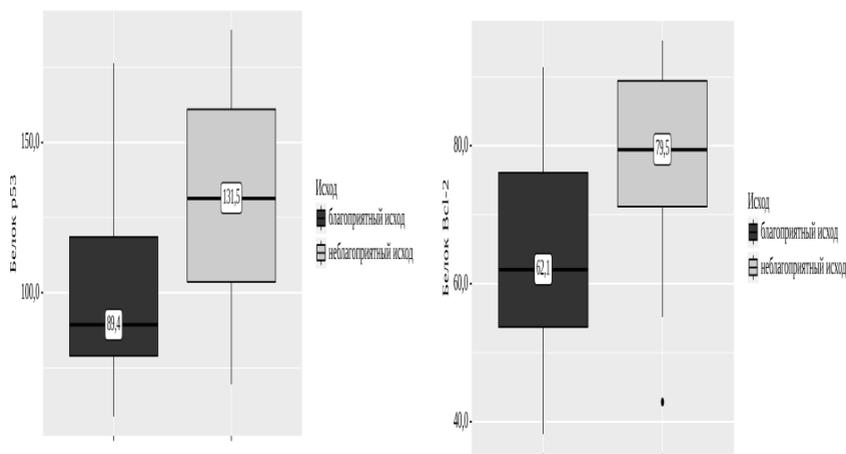 Белок p53
150,0
100,0
131,5
89,4
Исход
благоприятный исход
неблагоприятный исход
Белок Bcl-2
80,0
60,0
40,0
79,5
62,1
Исход
благоприятный исход
неблагоприятный исход